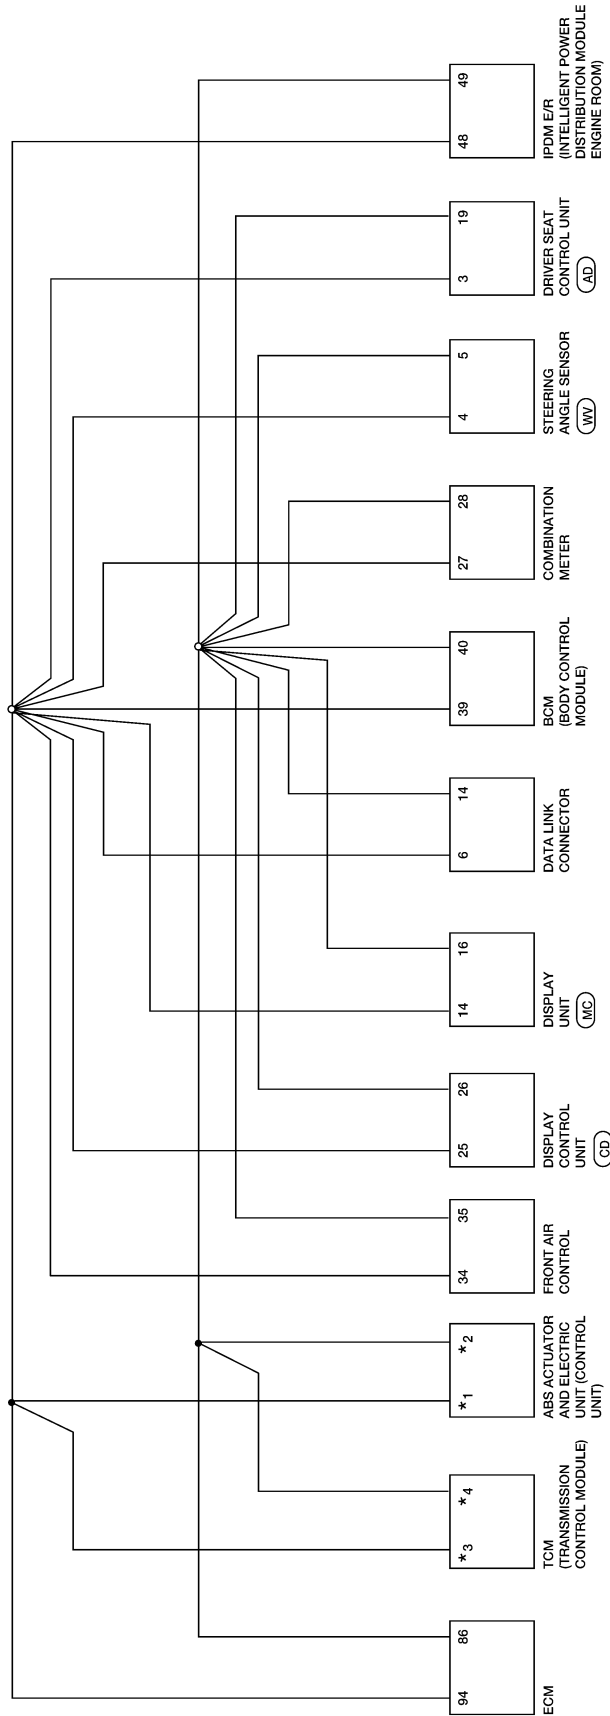 94
86
ECM
*3
*4
TCM
(TRANSMISSION
CONTROL MODULE)
*1
*2
ABS ACTUATOR
AND ELECTRIC
UNIT (CONTROL
UNIT)
34
35
FRONT AIR
CONTROL
25
26
DISPLAY
CONTROL
UNIT
CD
14
16
DISPLAY
UNIT
MC
6
14
DATA LINK
CONNECTOR
39
40
BCM
(BODY CONTROL
MODULE)
27
28
COMBINATION
METER
4
5
STEERING
ANGLE SENSOR
WV
3
19
DRIVER SEAT
CONTROL UNIT
AD
48
49
IPDM E/R
(INTELLIGENT POWER
DISTRIBUTION MODULE
ENGINE ROOM)